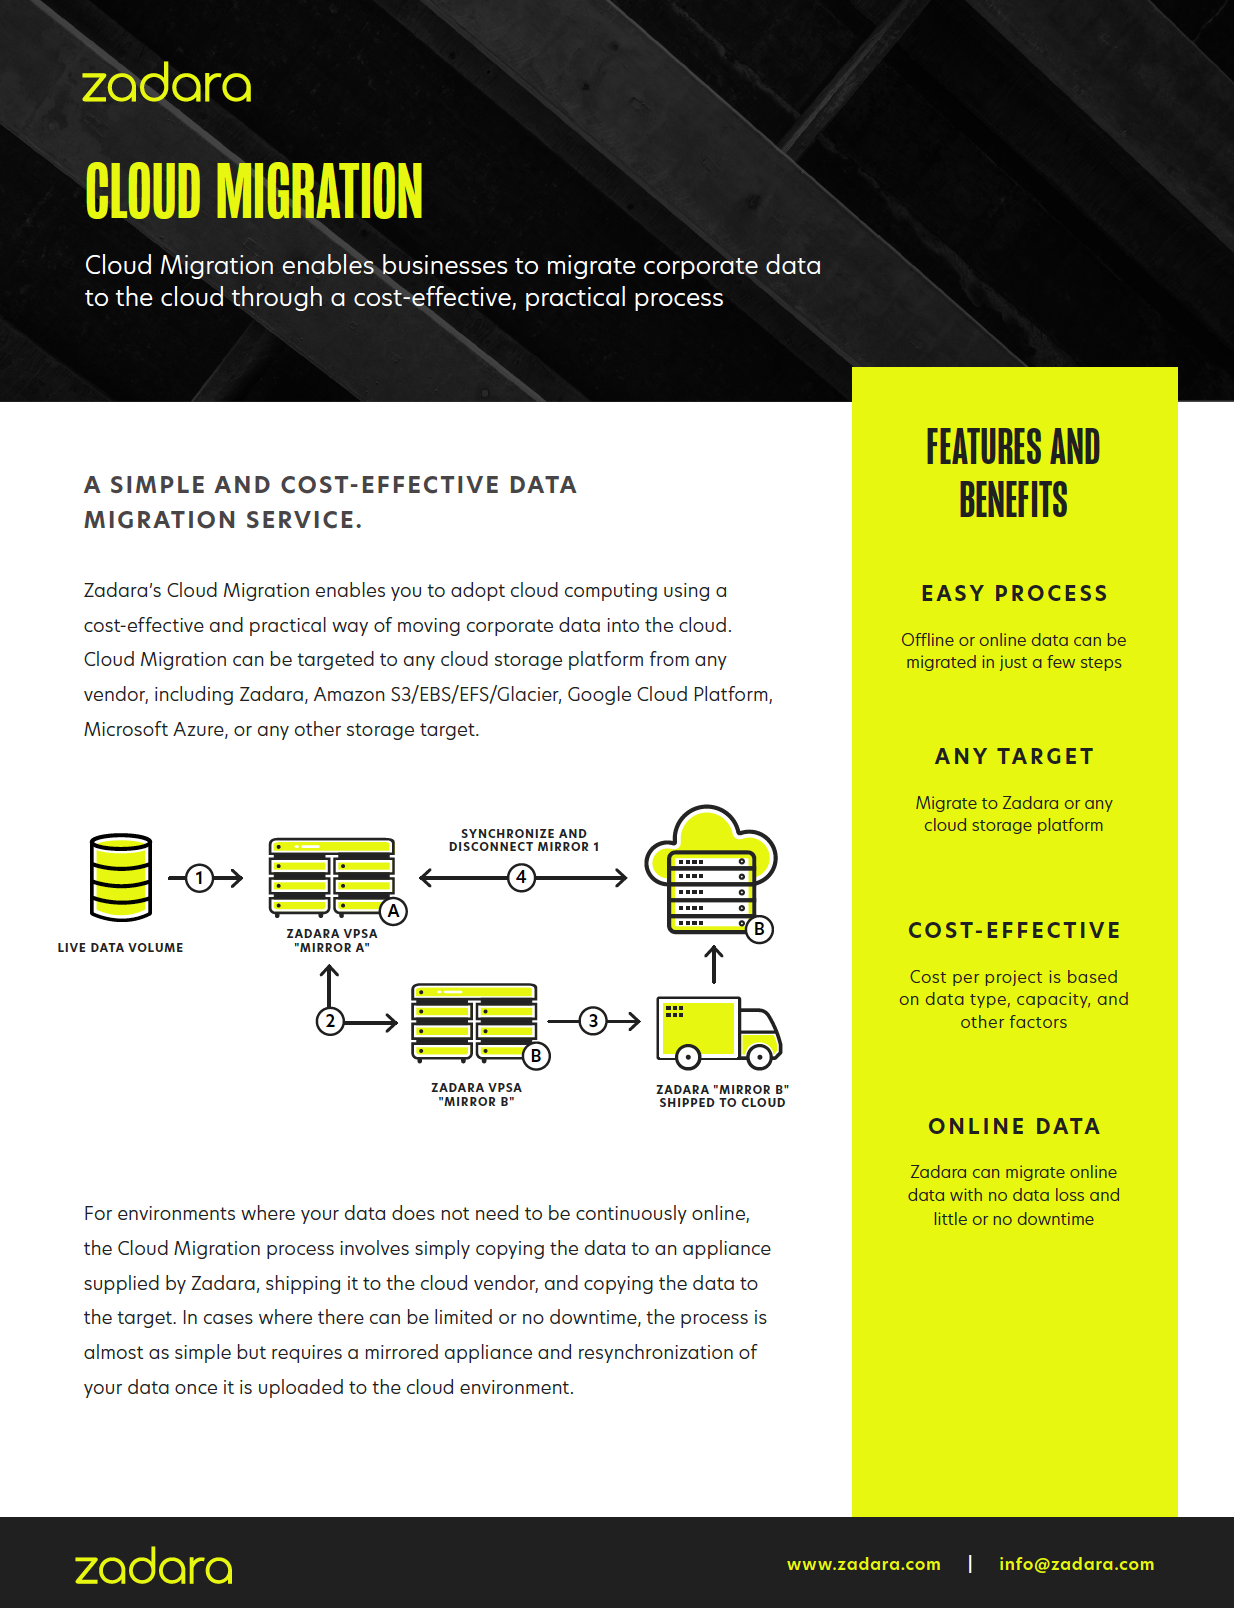 zadara
CLOUD MIGRATION
Cloud Migration enables businesses to migrate corporate data
to the cloud through a cost-effective, practical process
A SIMPLE AND COST-EFFECTIVE DATA
MIGRATION SERVICE.
Zadara’s Cloud Migration enables you to adopt cloud computing using a
cost-effective and practical way of moving corporate data into the cloud.
Cloud Migration can be targeted to any cloud storage platform from any
vendor, including Zadara, Amazon S3/EBS/EFS/Glacier, Google Cloud Platform,
Microsoft Azure, or any other storage target.
LIVE DATA VOLUME
1
A
ZADARA VPSA
"MIRROR A"
SYNCHRONIZE AND
DISCONNECT MIRROR 1
4
B
2
B
ZADARA VPSA
"MIRROR B"
3
ZADARA "MIRROR B"
SHIPPED TO CLOUD
For environments where your data does not need to be continuously online,
the Cloud Migration process involves simply copying the data to an appliance
supplied by Zadara, shipping it to the cloud vendor, and copying the data to
the target. In cases where there can be limited or no downtime, the process is
almost as simple but requires a mirrored appliance and resynchronization of
your data once it is uploaded to the cloud environment.
FEATURES AND
BENEFITS
EASY PROCESS
Offline or online data can be
migrated in just a few steps
ANY TARGET
Migrate to Zadara or any
cloud storage platform
COST-EFFECTIVE
Cost per project is based
on data type, capacity, and
other factors
ONLINE DATA
Zadara can migrate online
data with no data loss and
little or no downtime
zadara
www.zadara.com | info@zadara.com